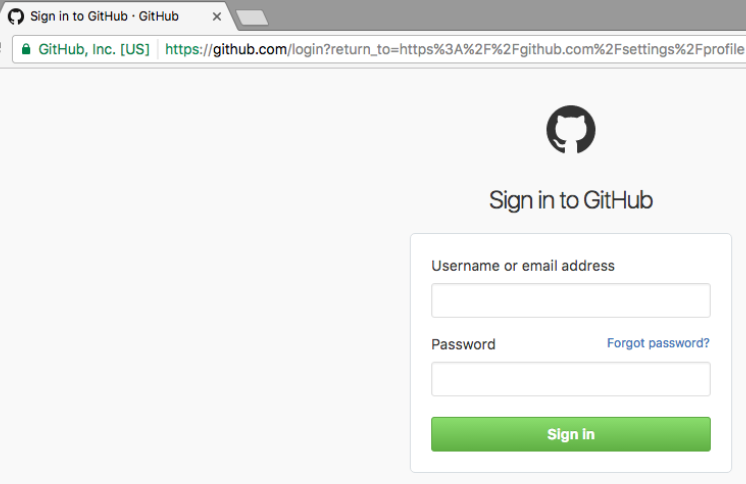 Sign in to GitHub · GitHub
GitHub, Inc. [US] https://github.com/login?return_to=https%3A%2F%2Fgithub.com%2Fsettings%2Fprofile
Sign in to GitHub
Username or email address
Password Forgot password?
Sign in